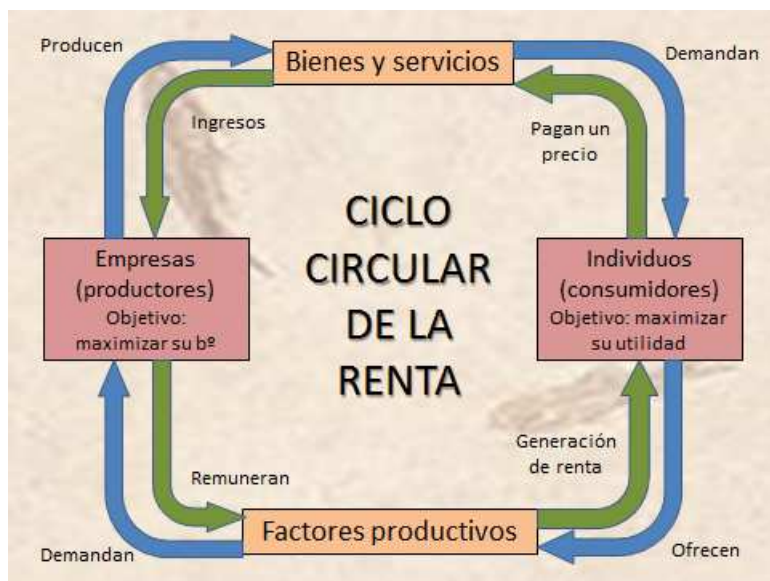 Producen
Bienes y servicios
Demandan
Ingresos
Pagan un
precio
CICLO
CIRCULAR
DE LA
RENTA
Empresas
(productores)
Objetivo:
maximizar su bº
Individuos
(consumidores)
Objetivo: maximizar
su utilidad
Remuneran
Generación
de renta
Factores productivos
Demandan
Ofrecen